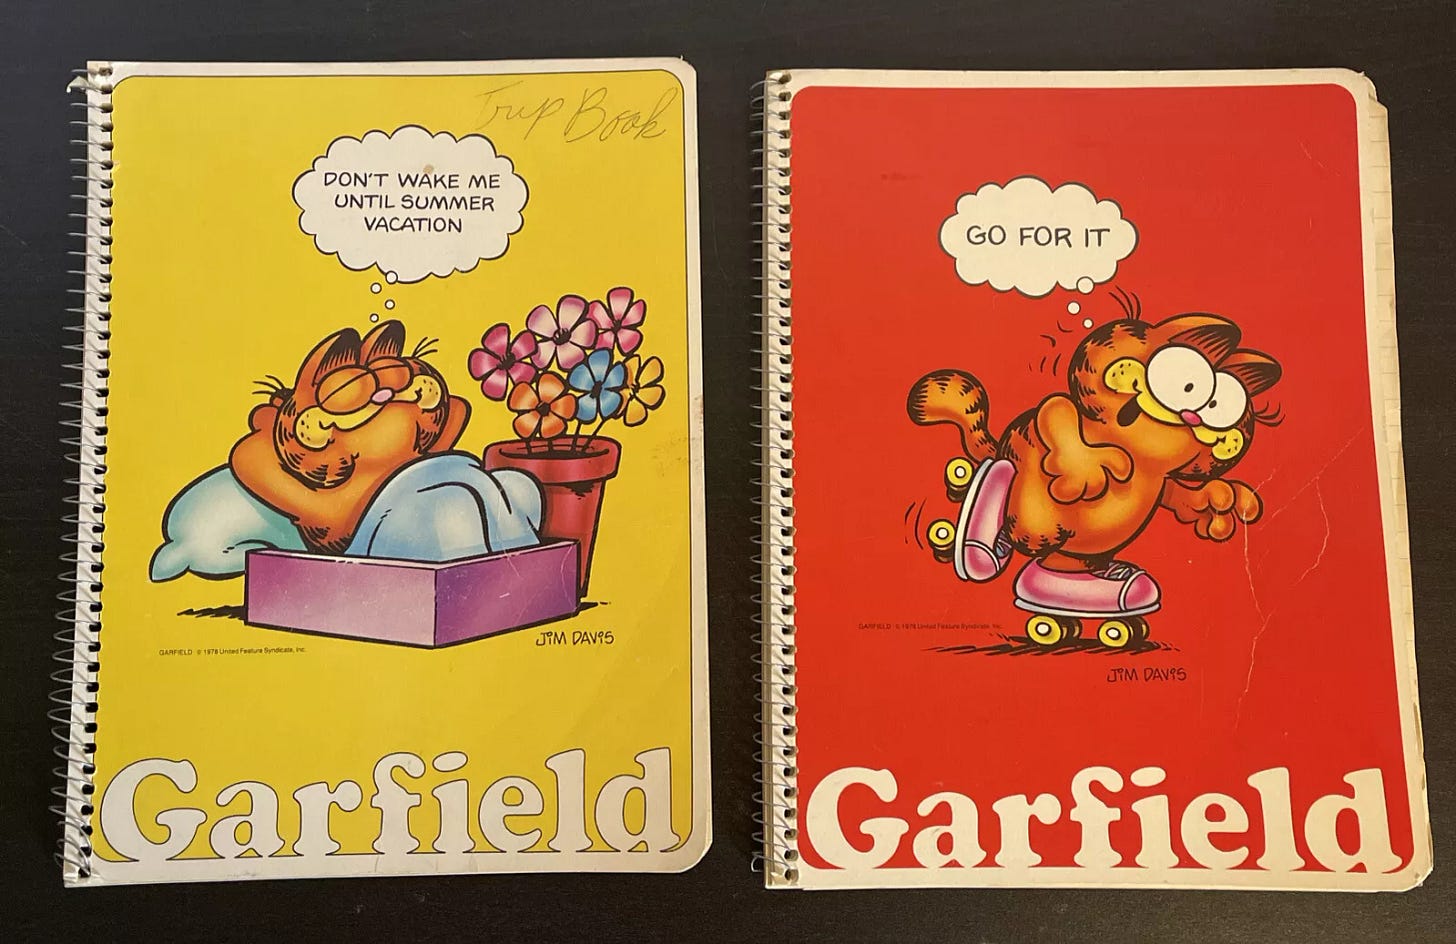 Trip Book
DON'T WAKE ME
UNTIL SUMMER
VACATION
JIM DAVIS
GARFIELD © 1978 United Feature Syndicate, Inc.
Garfield
GO FOR IT
GARFIELD © 1978 United Feature Syndicate, Inc.
JIM DAVIS
Garfield